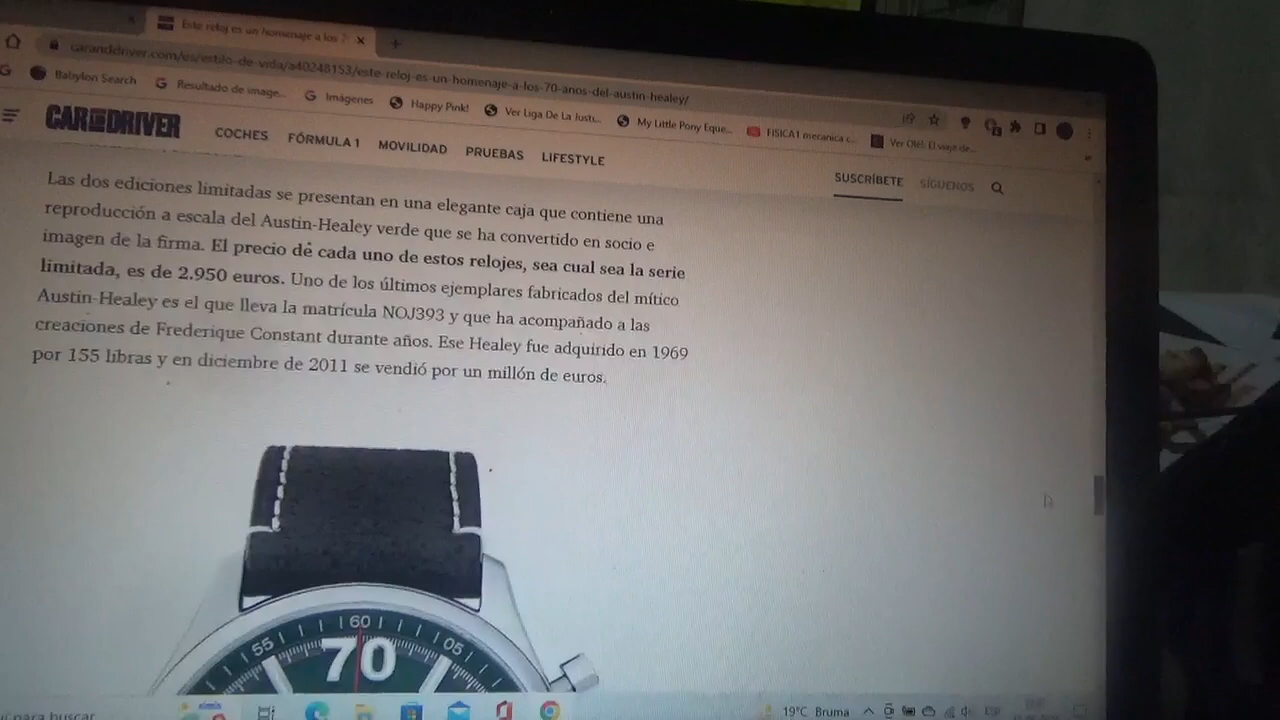 Este reloj es un homenaje a los 7
caranddriver.com/es/estilo-de-vida/a40248153/este-reloj-es-un-homenaje-a-los-70-anos-del-austin-healey/
Babylon Search
Resultado de image...
Imágenes
Happy Pink!
Ver Liga De La Justi...
My Little Pony Eque...
FISICA1 mecanica c...
Ver Olé!: El viaje de...
CAR AND DRIVER
COCHES
FÓRMULA 1
MOVILIDAD
PRUEBAS
LIFESTYLE
SUSCRÍBETE
SÍGUENOS
Las dos ediciones limitadas se presentan en una elegante caja que contiene una
reproducción a escala del Austin-Healey verde que se ha convertido en socio e
imagen de la firma. El precio de cada uno de estos relojes, sea cual sea la serie
limitada, es de 2.950 euros. Uno de los últimos ejemplares fabricados del mítico
Austin-Healey es el que lleva la matrícula NOJ393 y que ha acompañado a las
creaciones de Frederique Constant durante años. Ese Healey fue adquirido en 1969
por 155 libras y en diciembre de 2011 se vendió por un millón de euros.
55
60
05
70
para buscar
19°C Bruma
ESP